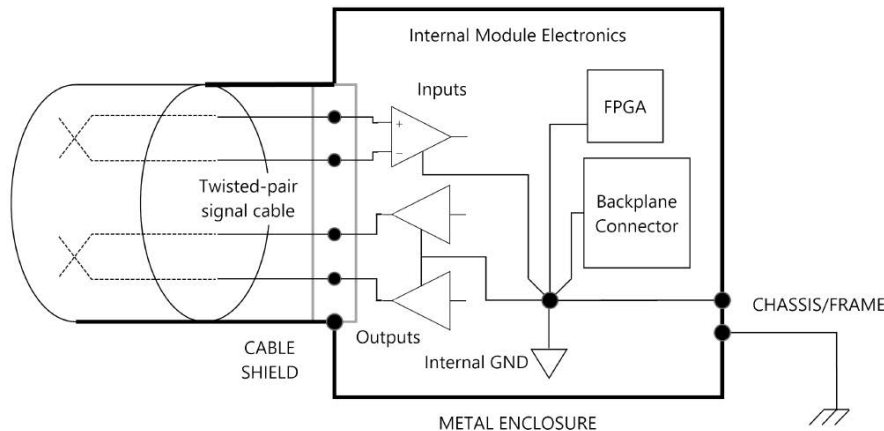 Internal Module Electronics
Inputs
FPGA
+
−
Twisted-pair
signal cable
Backplane
Connector
CHASSIS/FRAME
CABLE
SHIELD
Outputs
Internal GND
METAL ENCLOSURE